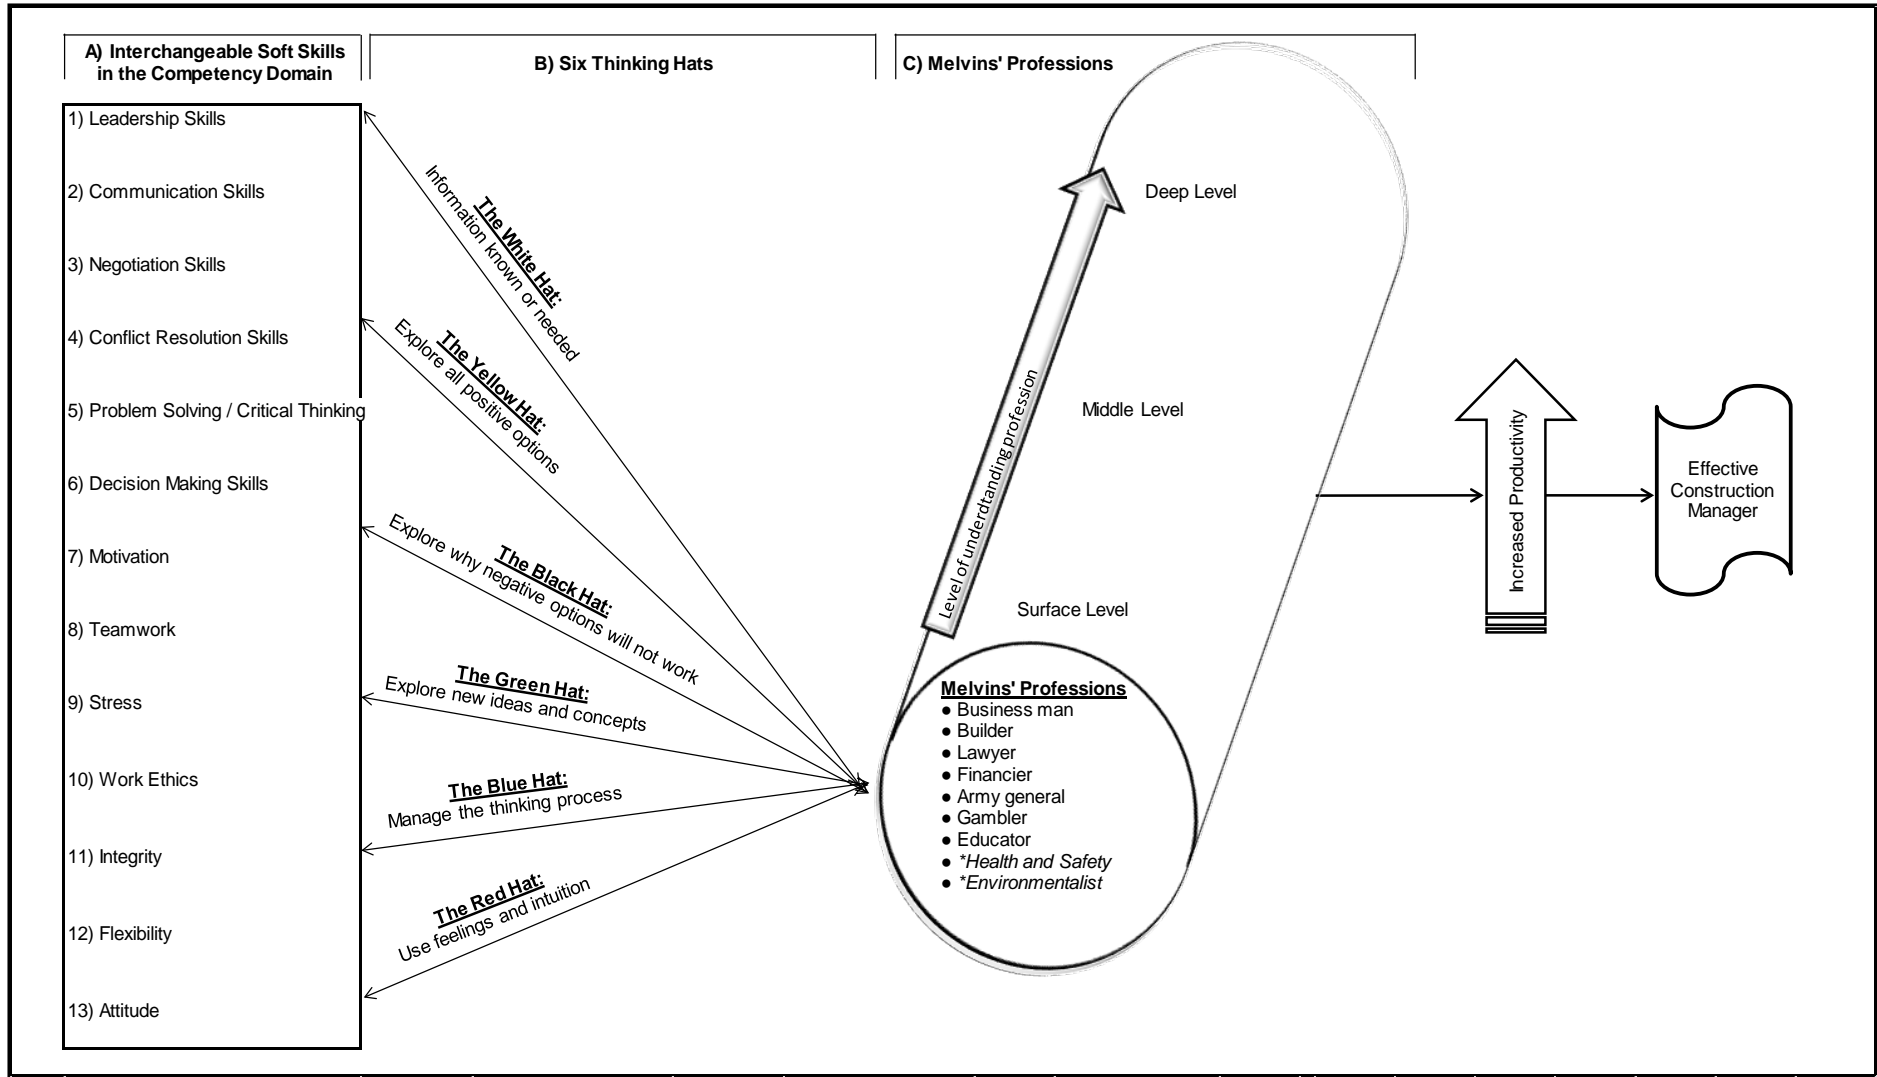 A) Interchangeable Soft Skills
in the Competency Domain
B) Six Thinking Hats
C) Melvins' Professions
1) Leadership Skills
2) Communication Skills
3) Negotiation Skills
4) Conflict Resolution Skills
5) Problem Solving / Critical Thinking
6) Decision Making Skills
7) Motivation
8) Teamwork
9) Stress
10) Work Ethics
11) Integrity
12) Flexibility
13) Attitude
The White Hat:
Information known or needed
The Yellow Hat:
Explore all positive options
The Black Hat:
Explore why negative options will not work
The Green Hat:
Explore new ideas and concepts
The Blue Hat:
Manage the thinking process
The Red Hat:
Use feelings and intuition
Deep Level
Middle Level
Surface Level
Level of underdtanding profession
Melvins' Professions
● Business man
● Builder
● Lawyer
● Financier
● Army general
● Gambler
● Educator
● *Health and Safety
● *Environmentalist
Increased Productivity
Effective
Construction
Manager